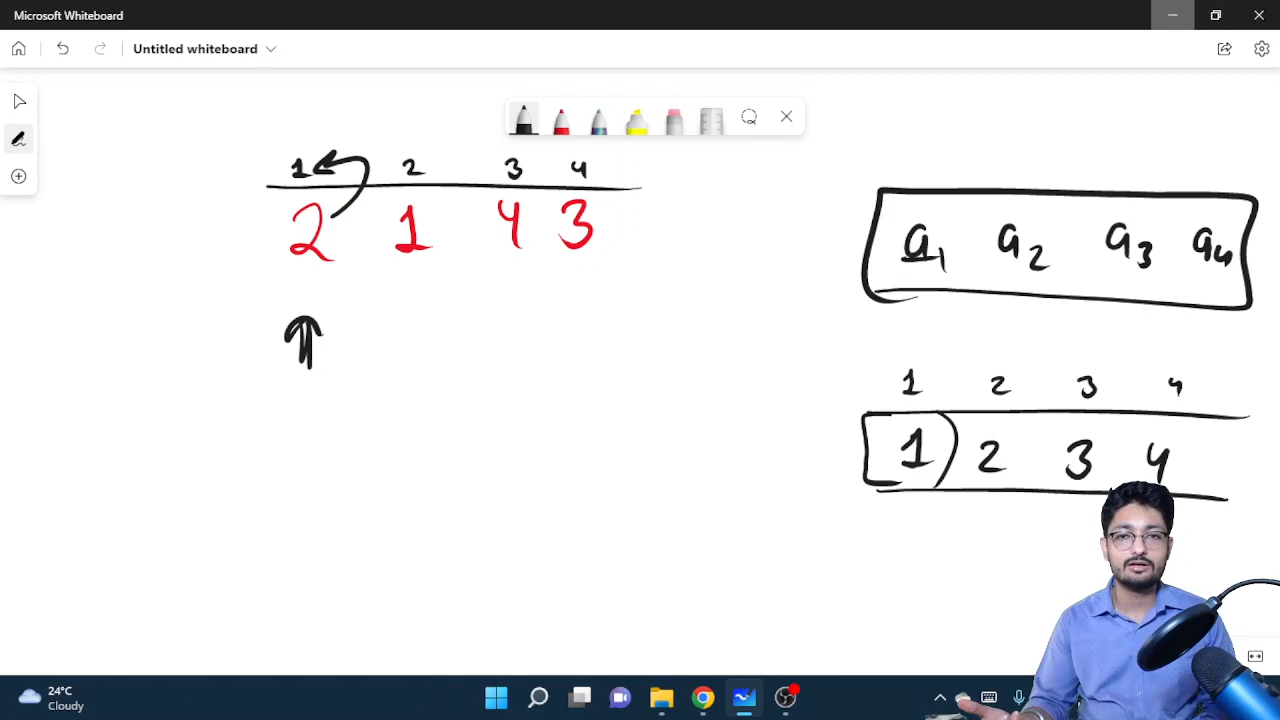 Microsoft Whiteboard
Untitled whiteboard
1 2 3 4
2 1 4 3
a1 a2 a3 a4
1 2 3 4
1 2 3 4
24°C
Cloudy